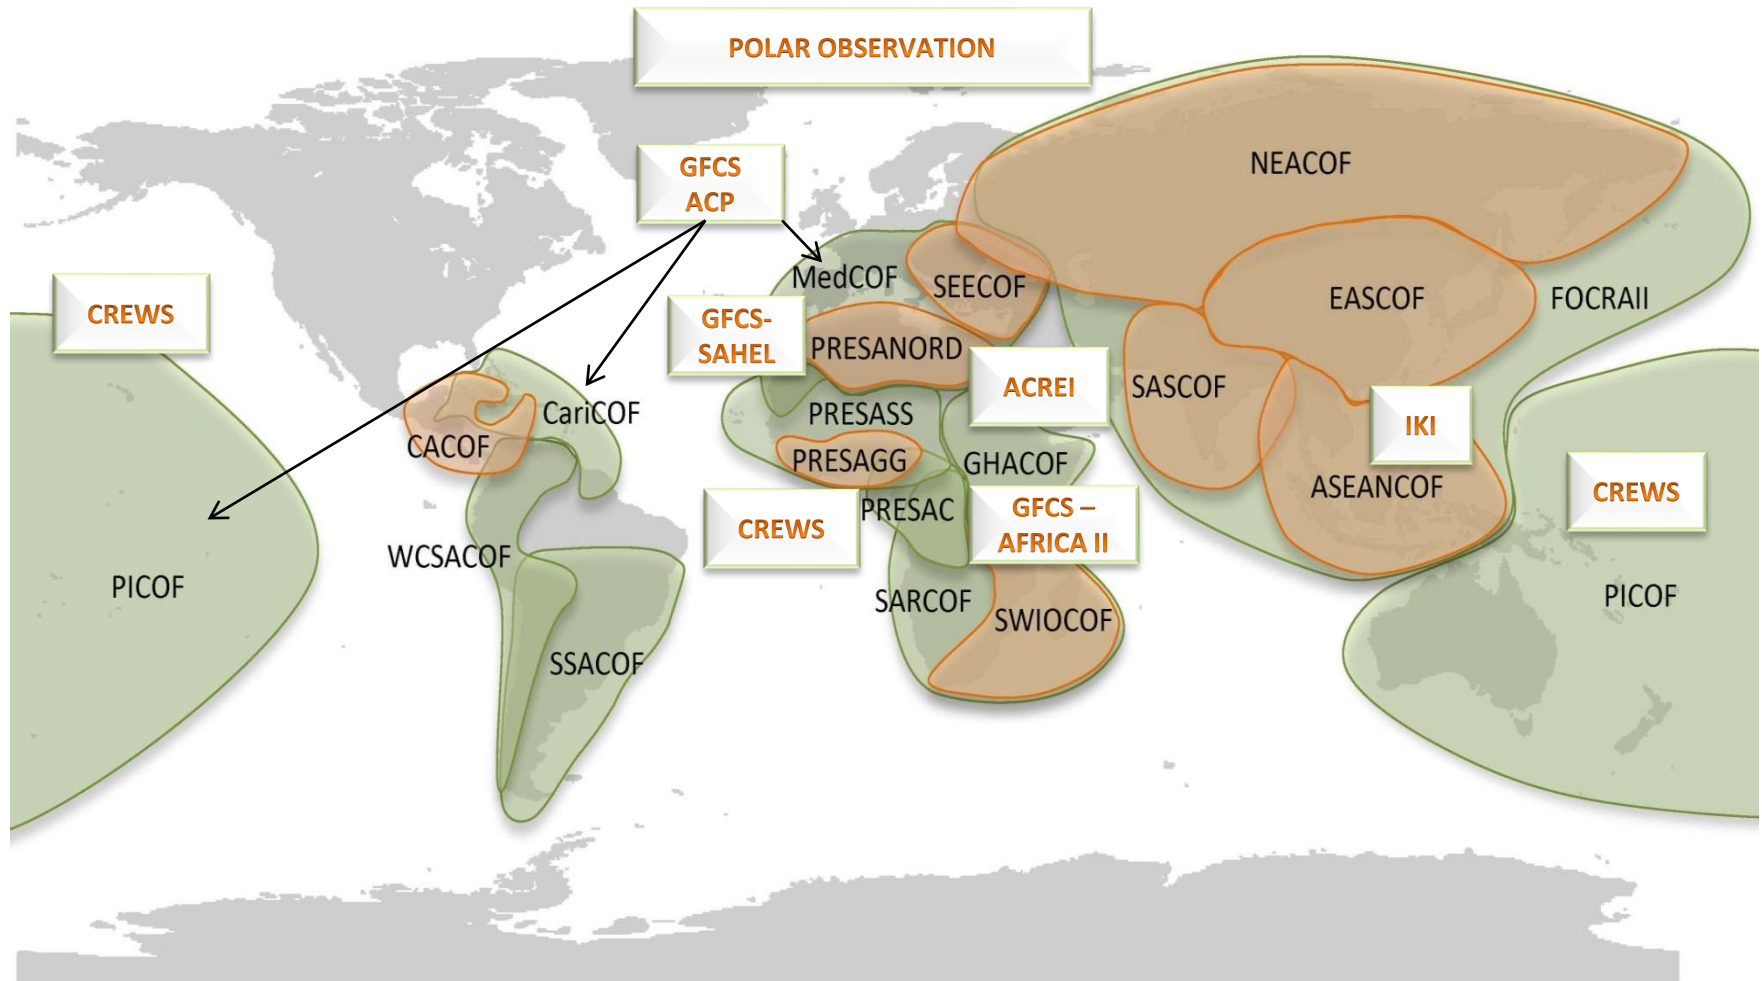 POLAR OBSERVATION
GFCS
ACP
NEACOF
CREWS
MedCOF
SEECOF
EASCOF
FOCRAII
GFCS-
SAHEL
PRESANORD
ACREI
SASCOF
CariCOF
PRESASS
IKI
CACOF
PRESAGG
GHACOF
ASEANCOF
CREWS
CREWS
PRESAC
GFCS –
AFRICA II
WCSACOF
PICOF
SARCOF
SWIOCOF
PICOF
SSACOF